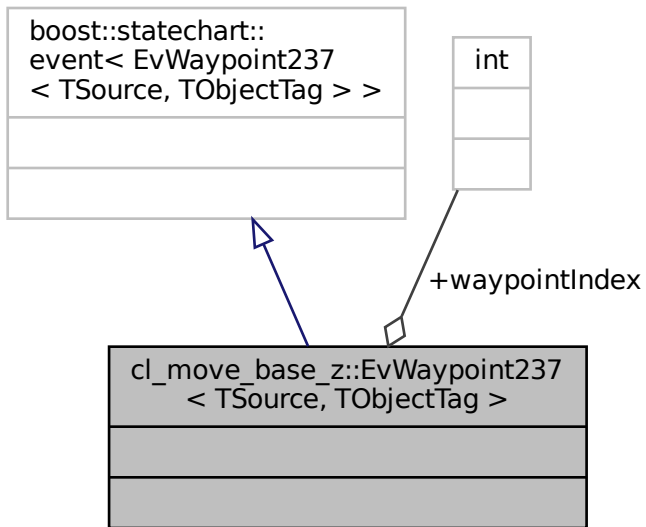 boost::statechart::
event< EvWaypoint237
< TSource, TObjectTag > >
int
+waypointIndex
cl_move_base_z::EvWaypoint237
< TSource, TObjectTag >